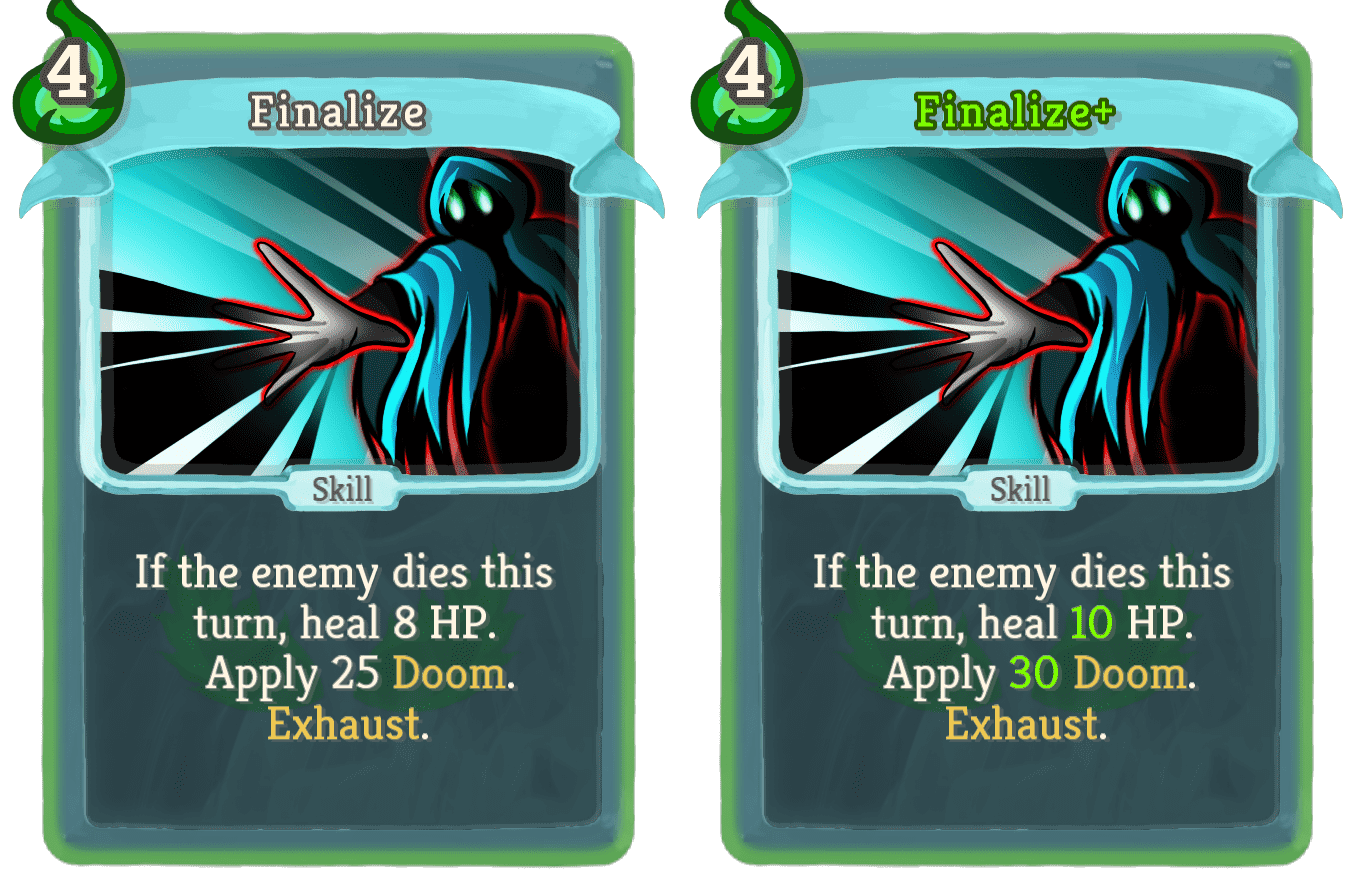 4
Finalize
Skill
If the enemy dies this
turn, heal 8 HP.
Apply 25 Doom.
Exhaust.
4
Finalize+
Skill
If the enemy dies this
turn, heal 10 HP.
Apply 30 Doom.
Exhaust.